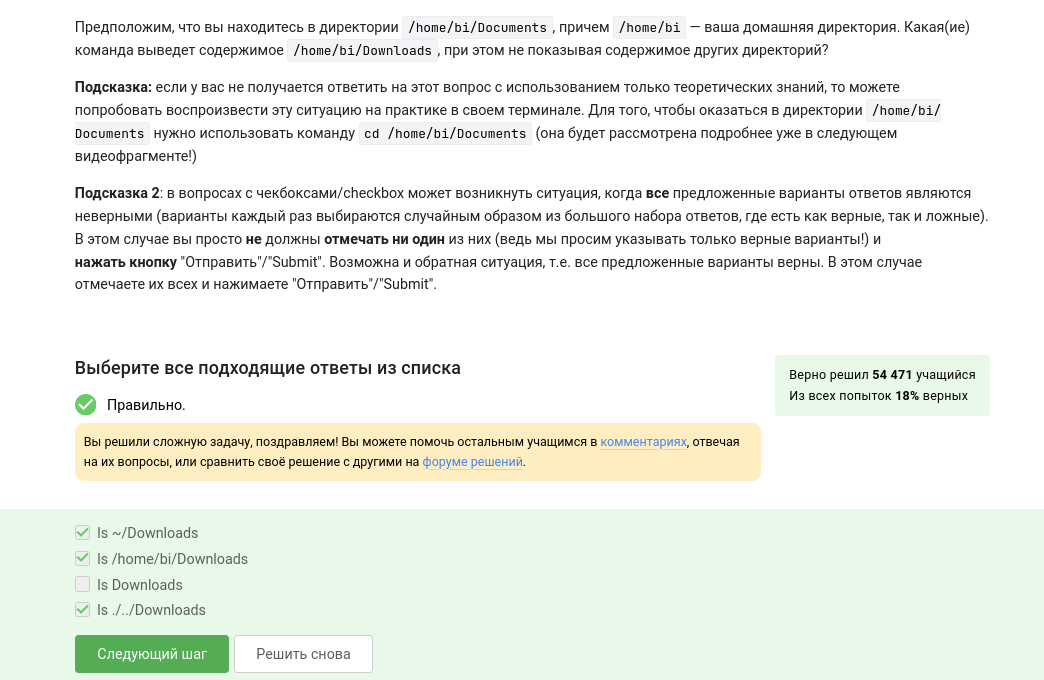 Предположим, что вы находитесь в директории /home/bi/Documents, причем /home/bi — ваша домашняя директория. Какая(ие)
команда выведет содержимое /home/bi/Downloads, при этом не показывая содержимое других директорий?
Подсказка: если у вас не получается ответить на этот вопрос с использованием только теоретических знаний, то можете
попробовать воспроизвести эту ситуацию на практике в своем терминале. Для того, чтобы оказаться в директории /home/bi/
Documents нужно использовать команду cd /home/bi/Documents (она будет рассмотрена подробнее уже в следующем
видеофрагменте!)
Подсказка 2: в вопросах с чекбоксами/checkbox может возникнуть ситуация, когда все предложенные варианты ответов являются
неверными (варианты каждый раз выбираются случайным образом из большого набора ответов, где есть как верные, так и ложные).
В этом случае вы просто не должны отмечать ни один из них (ведь мы просим указывать только верные варианты!) и
нажать кнопку "Отправить"/"Submit". Возможна и обратная ситуация, т.е. все предложенные варианты верны. В этом случае
отмечаете их всех и нажимаете "Отправить"/"Submit".
Выберите все подходящие ответы из списка
Верно решил 54 471 учащийся
Из всех попыток 18% верных
Правильно.
Вы решили сложную задачу, поздравляем! Вы можете помочь остальным учащимся в комментариях, отвечая
на их вопросы, или сравнить своё решение с другими на форуме решений.
ls ~/Downloads
ls /home/bi/Downloads
ls Downloads
ls ./../Downloads
Следующий шаг
Решить снова